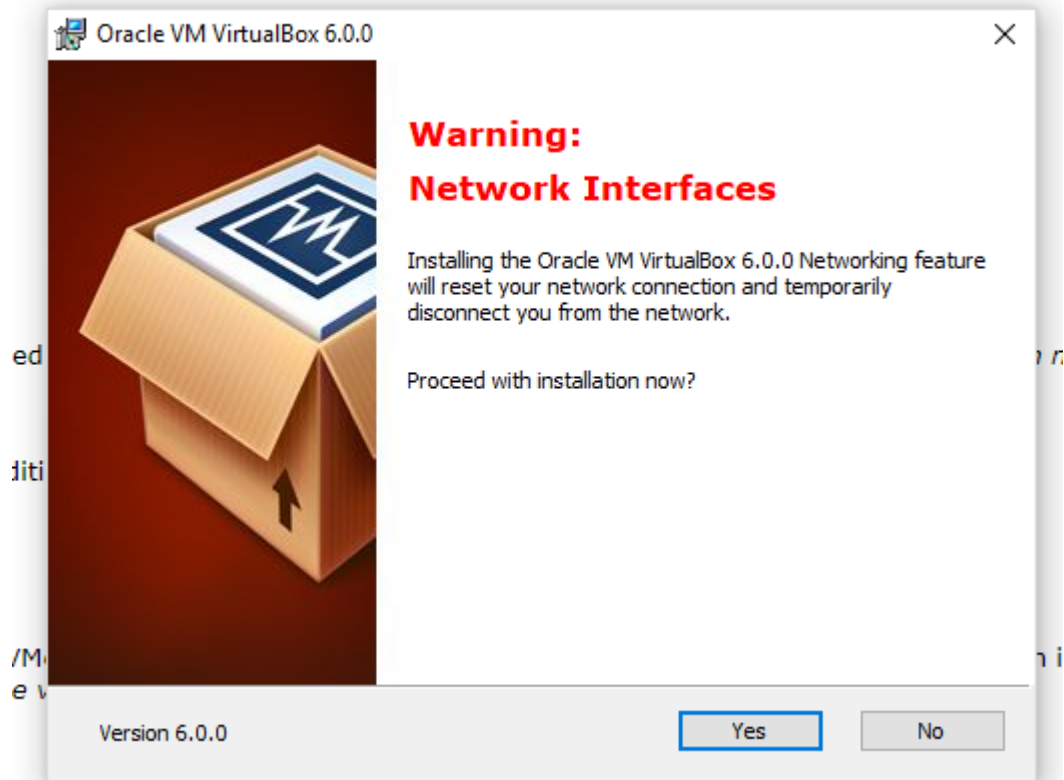 Oracle VM VirtualBox 6.0.0
Warning:
Network Interfaces
Installing the Oracle VM VirtualBox 6.0.0 Networking feature
will reset your network connection and temporarily
disconnect you from the network.
ed
Proceed with installation now?
diti
/M
e v
n i
Version 6.0.0
Yes
No